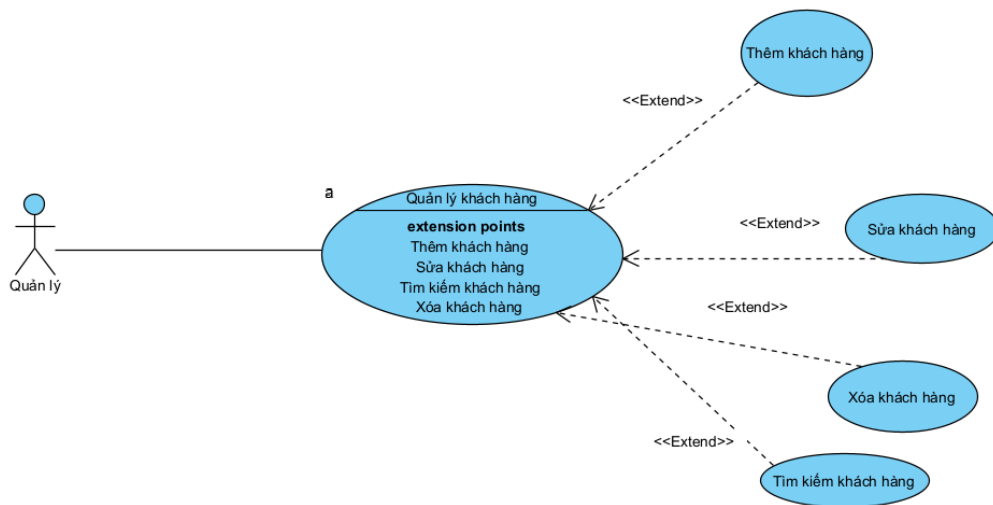 Thêm khách hàng
<<Extend>>
a
Quản lý khách hàng
extension points
Thêm khách hàng
Sửa khách hàng
Tìm kiếm khách hàng
Xóa khách hàng
Quản lý
<<Extend>>
Sửa khách hàng
<<Extend>>
Xóa khách hàng
<<Extend>>
Tìm kiếm khách hàng